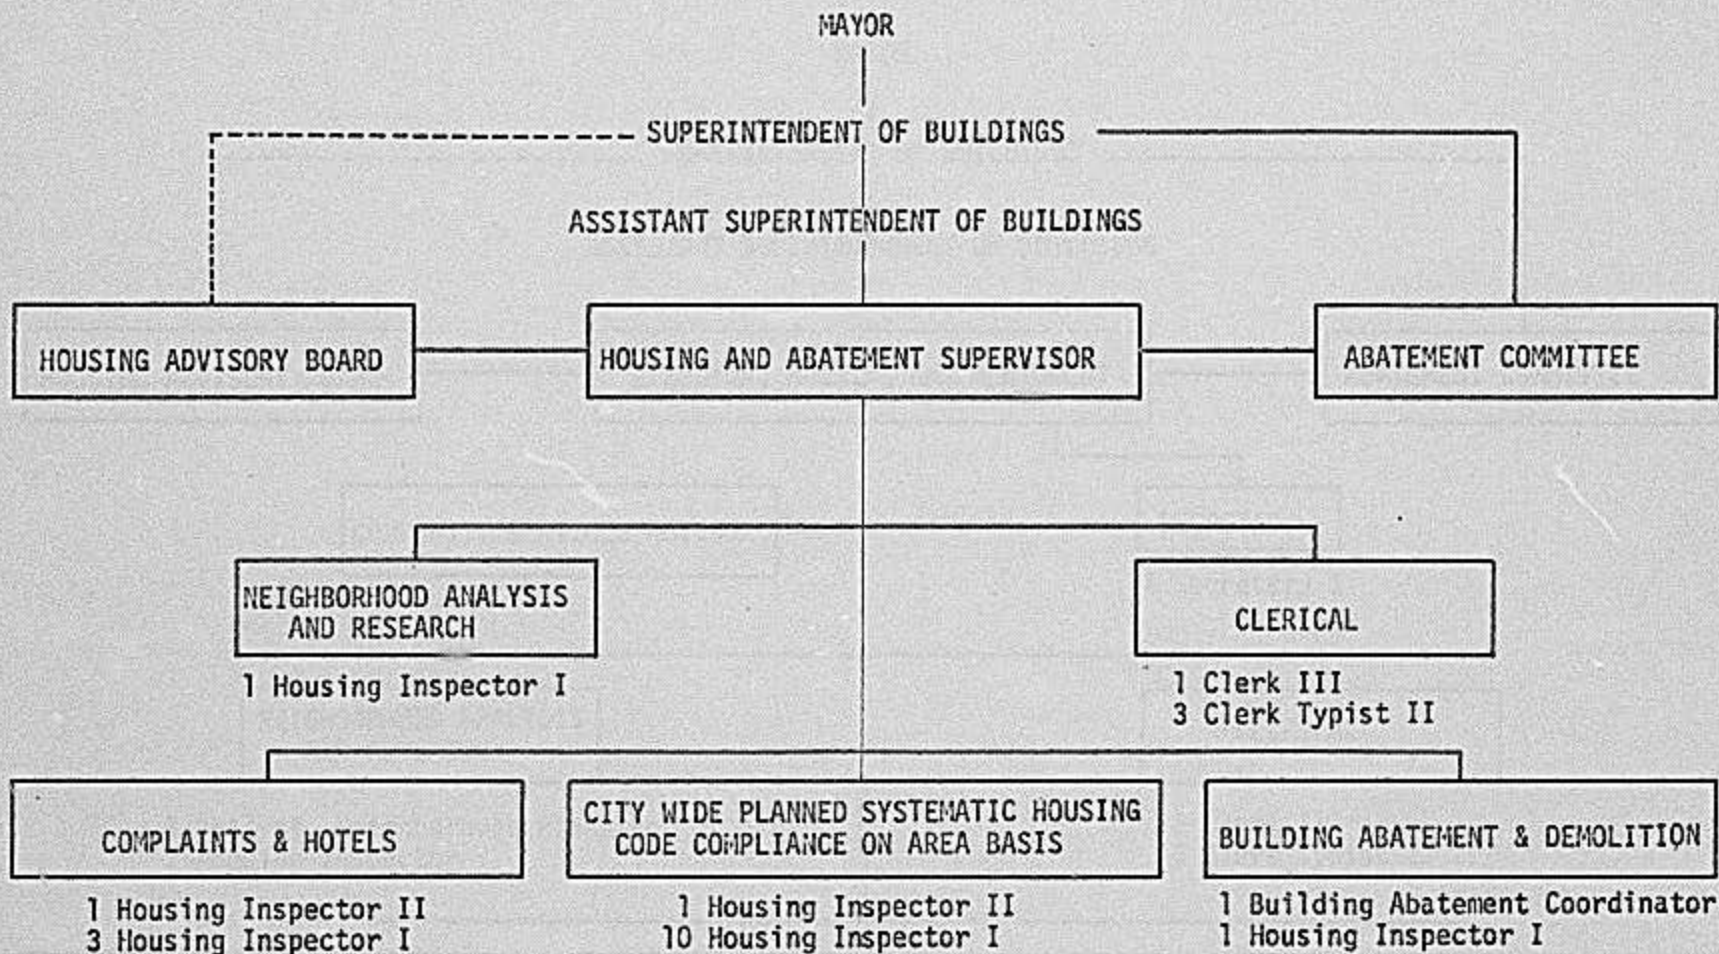 MAYOR
SUPERINTENDENT OF BUILDINGS
ASSISTANT SUPERINTENDENT OF BUILDINGS
HOUSING ADVISORY BOARD
HOUSING AND ABATEMENT SUPERVISOR
ABATEMENT COMMITTEE
NEIGHBORHOOD ANALYSIS
AND RESEARCH
1 Housing Inspector I
CLERICAL
1 Clerk III
3 Clerk Typist II
COMPLAINTS & HOTELS
1 Housing Inspector II
3 Housing Inspector I
CITY WIDE PLANNED SYSTEMATIC HOUSING
CODE COMPLIANCE ON AREA BASIS
1 Housing Inspector II
10 Housing Inspector I
BUILDING ABATEMENT & DEMOLITION
1 Building Abatement Coordinator
1 Housing Inspector I